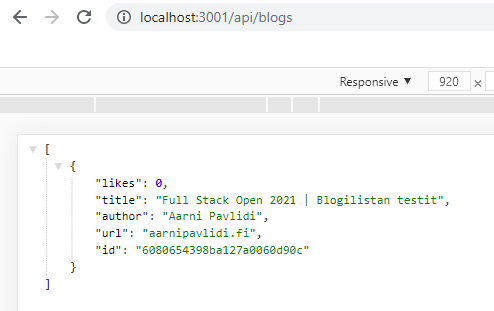 localhost:3001/api/blogs
Responsive ▼ 920 ×
[
{
"likes": 0,
"title": "Full Stack Open 2021 | Blogilistan testit",
"author": "Aarni Pavlidi",
"url": "aarnipavlidi.fi",
"id": "6080654398ba127a0060d90c"
}
]